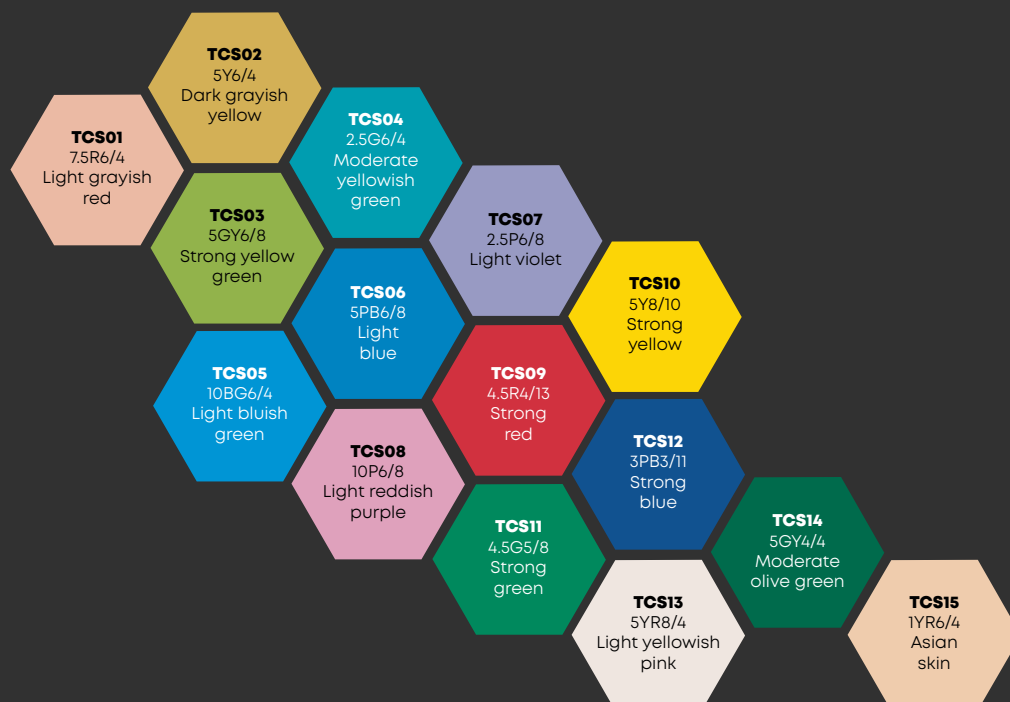 TCS01
7.5R6/4
Light grayish
red
TCS02
5Y6/4
Dark grayish
yellow
TCS03
5GY6/8
Strong yellow
green
TCS04
2.5G6/4
Moderate
yellowish
green
TCS05
10BG6/4
Light bluish
green
TCS06
5PB6/8
Light
blue
TCS07
2.5P6/8
Light violet
TCS08
10P6/8
Light reddish
purple
TCS09
4.5R4/13
Strong
red
TCS10
5Y8/10
Strong
yellow
TCS11
4.5G5/8
Strong
green
TCS12
3PB3/11
Strong
blue
TCS13
5YR8/4
Light yellowish
pink
TCS14
5GY4/4
Moderate
olive green
TCS15
1YR6/4
Asian
skin